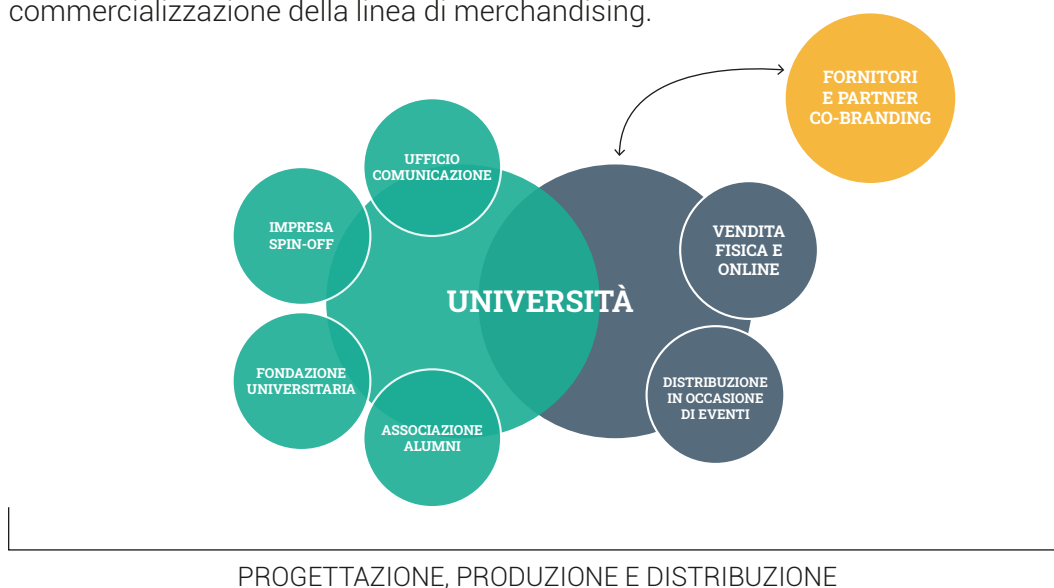 commercializzazione della linea di merchandising.
FORNITORI
E PARTNER
CO-BRANDING
UFFICIO
COMUNICAZIONE
IMPRESA
SPIN-OFF
VENDITA
FISICA E
ONLINE
UNIVERSITÀ
FONDAZIONE
UNIVERSITARIA
DISTRIBUZIONE
IN OCCASIONE
DI EVENTI
ASSOCIAZIONE
ALUMNI
PROGETTAZIONE, PRODUZIONE E DISTRIBUZIONE